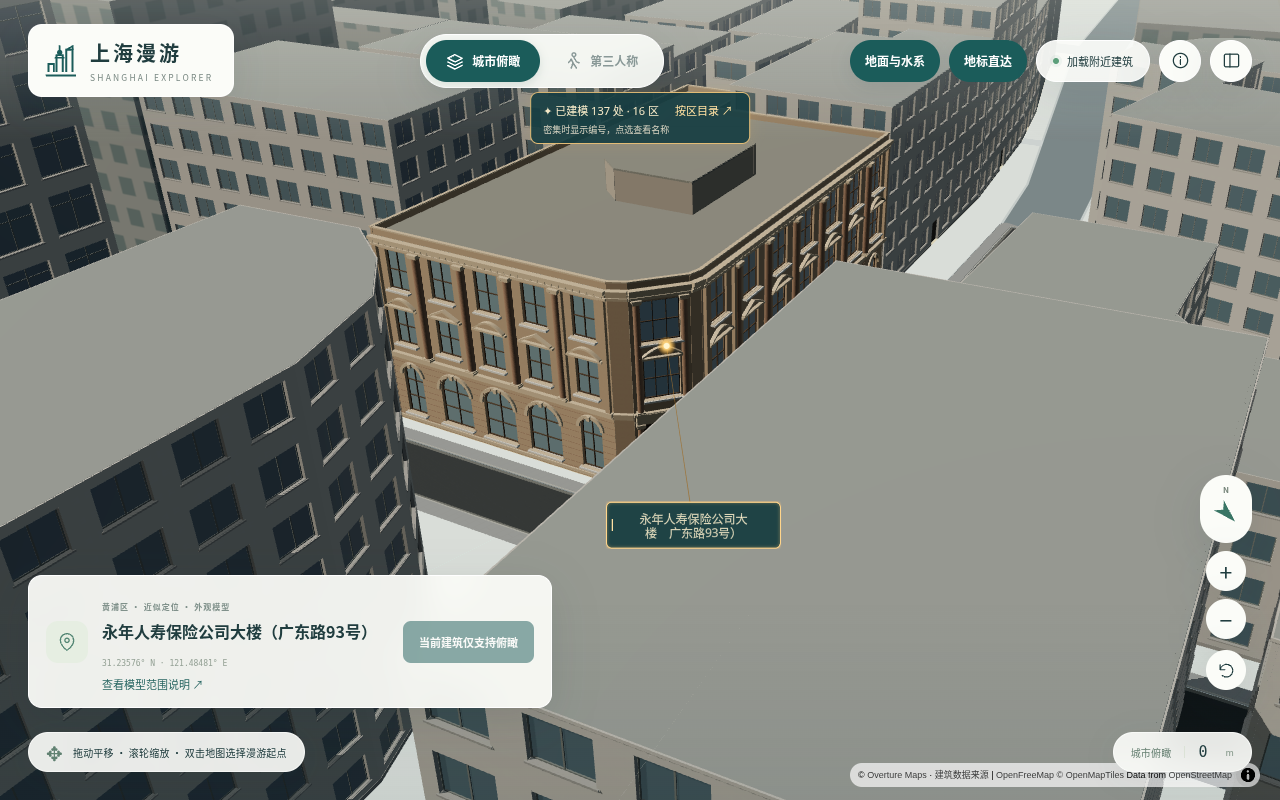 上海漫游
SHANGHAI EXPLORER
城市俯瞰
第三人称
地面与水系
地标直达
加载附近建筑
✦ 已建模 137 处 · 16 区 按区目录 ↗
密集时显示编号，点选查看名称
永年人寿保险公司大
楼 广东路93号）
N
黄浦区 · 近似定位 · 外观模型
永年人寿保险公司大楼（广东路93号）
31.23576° N · 121.48481° E
查看模型范围说明 ↗
当前建筑仅支持俯瞰
拖动平移 · 滚轮缩放 · 双击地图选择漫游起点
城市俯瞰 0 m
© Overture Maps · 建筑数据来源 | OpenFreeMap © OpenMapTiles Data from OpenStreetMap